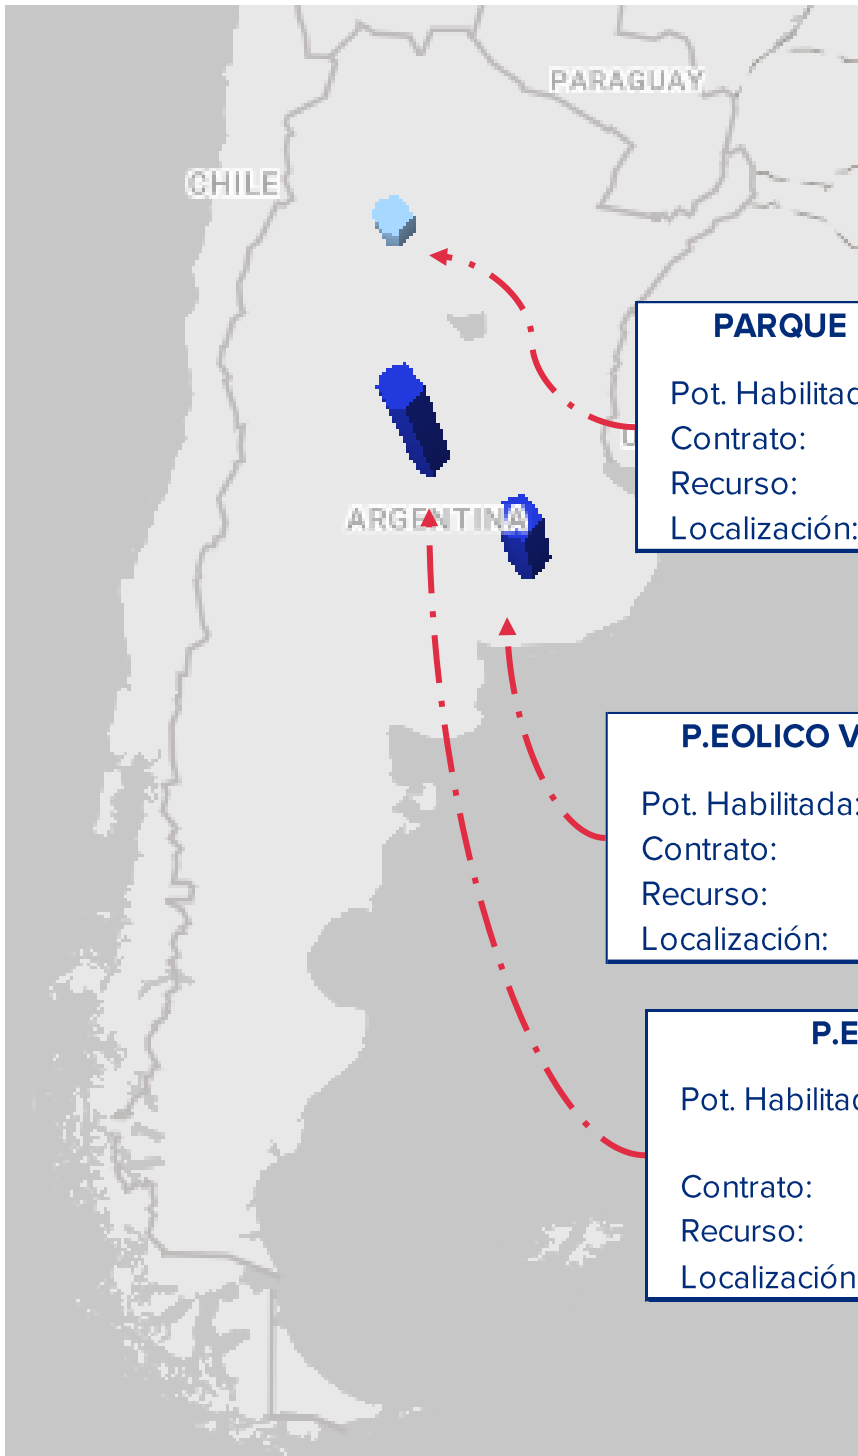 PARAGUAY
CHILE
PARQUE
Pot. Habilitad
Contrato:
Recurso:
Localización:
ARGENTINA
P.EOLICO V
Pot. Habilitada:
Contrato:
Recurso:
Localización:
P.E
Pot. Habilitad
Contrato:
Recurso:
Localización